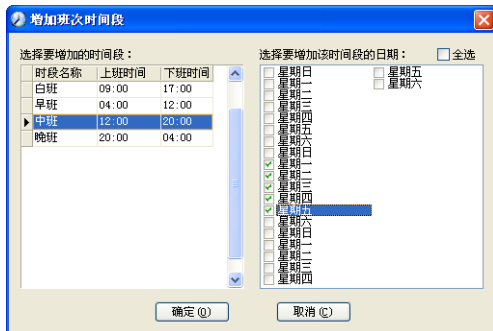 增加班次时间段
选择要增加的时间段：
时段名称 上班时间 下班时间
白班 09:00 17:00
早班 04:00 12:00
中班 12:00 20:00
晚班 20:00 04:00
选择要增加该时间段的日期： 全选
星期日
星期一
星期二
星期三
星期四
星期五
星期六
星期日
星期一
星期二
星期三
星期四
星期五
星期六
星期日
星期一
星期二
星期三
星期四
星期五
星期六
确定(O) 取消(C)